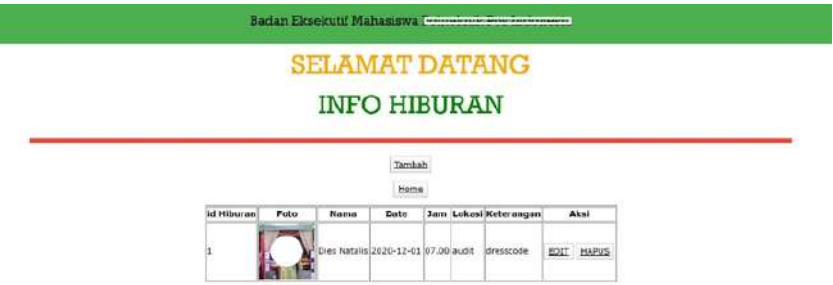 Badan Eksekutif Mahasiswa
SELAMAT DATANG
INFO HIBURAN
Tambah
Home
id Hiburan Foto Nama Date Jam Lokasi Keterangan Aksi
1 Dies Natalis 2020-12-01 07.00 audit dresscode EDIT HAPUS